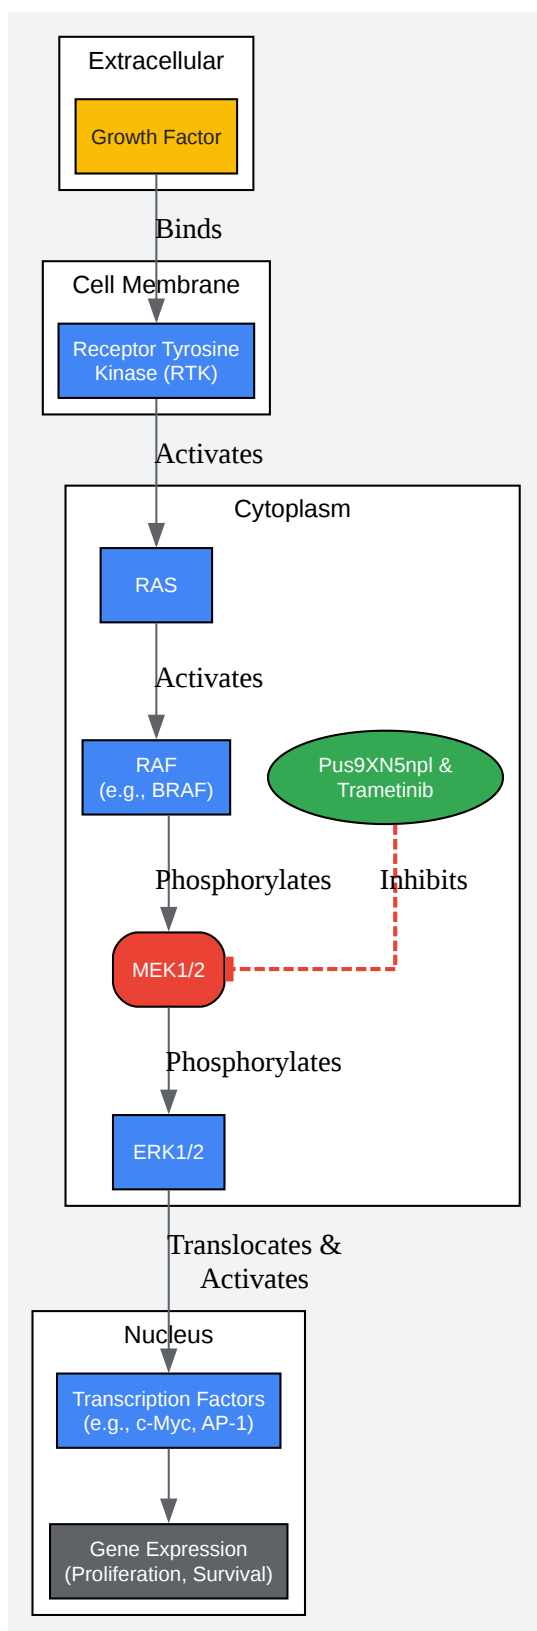 Extracellular
Growth Factor
Binds
Cell Membrane
Receptor Tyrosine
Kinase (RTK)
Activates
Cytoplasm
RAS
Activates
RAF
(e.g., BRAF)
Pus9XN5npl &
Trametinib
Phosphorylates
Inhibits
MEK1/2
Phosphorylates
ERK1/2
Translocates &
Activates
Nucleus
Transcription Factors
(e.g., c-Myc, AP-1)
Gene Expression
(Proliferation, Survival)